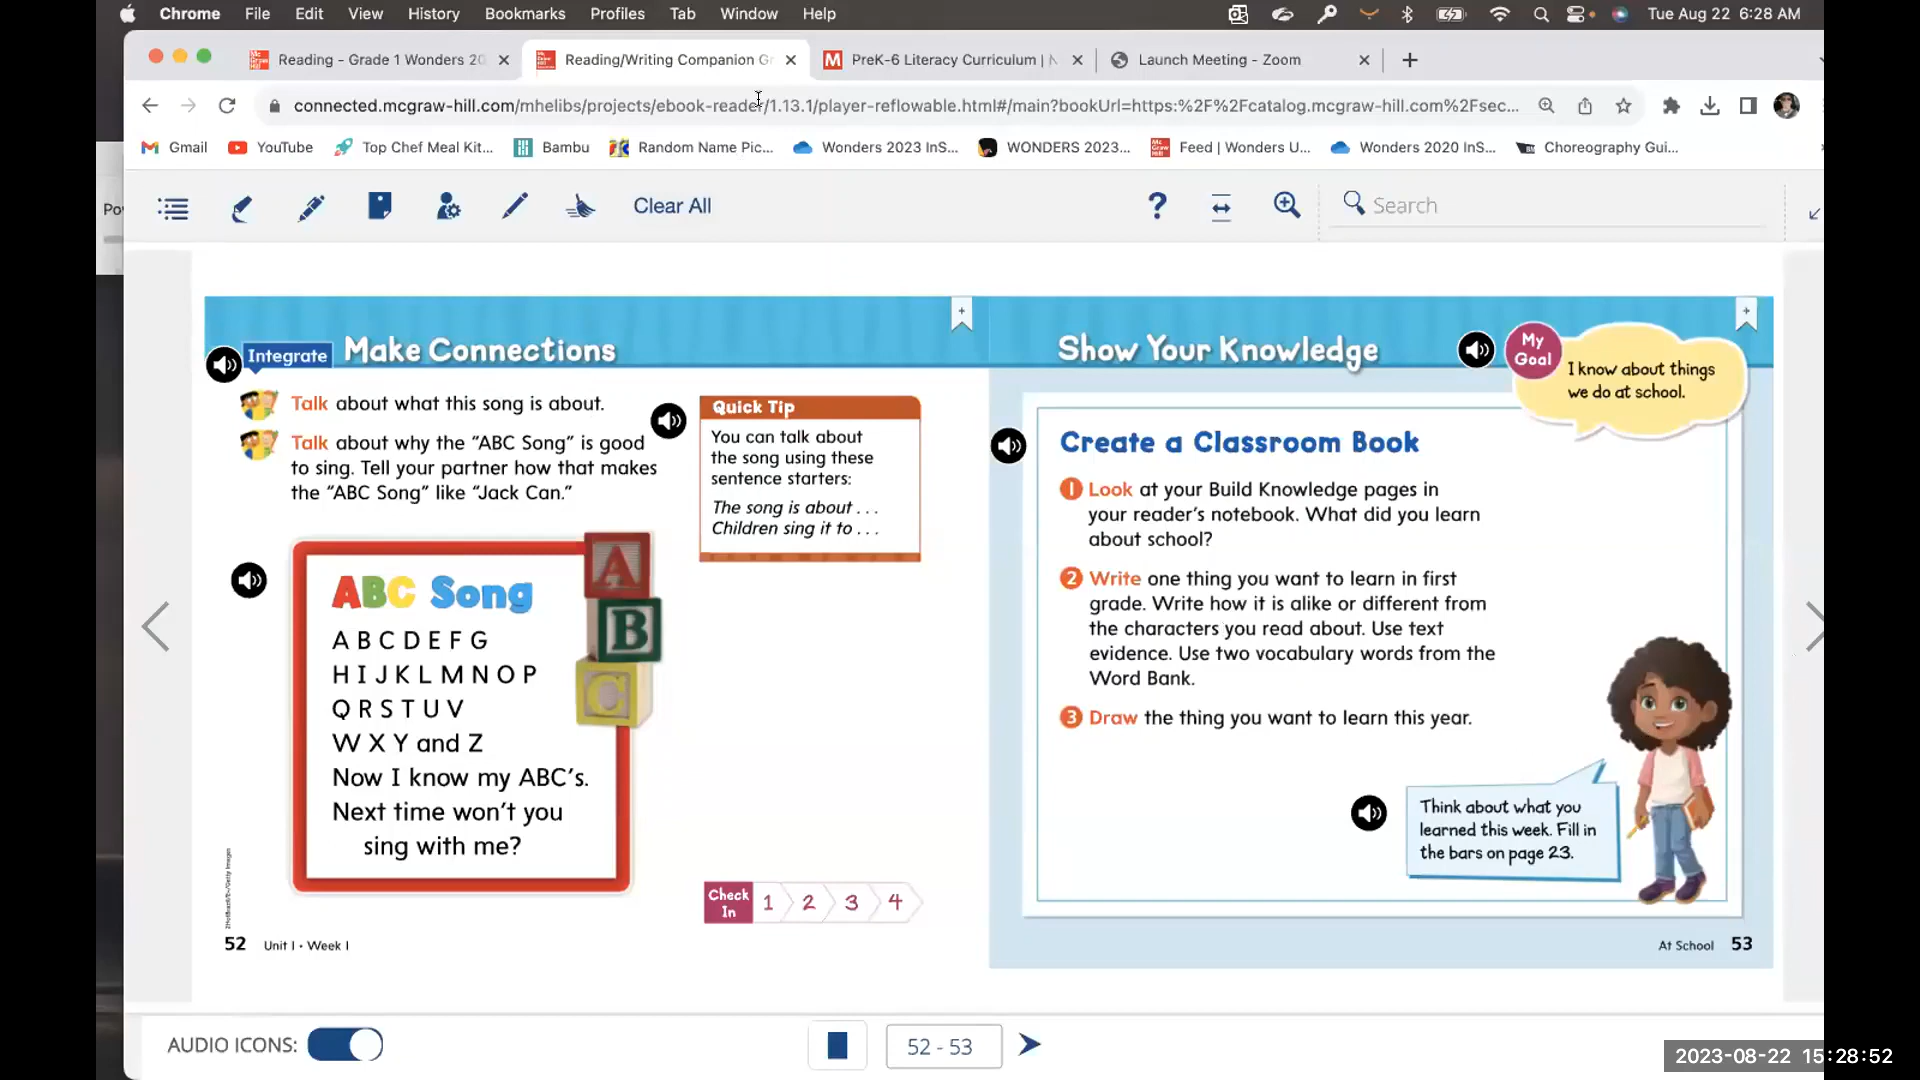 Chrome File Edit View History Bookmarks Profiles Tab Window Help Tue Aug 22 6:28 AM
Reading - Grade 1 Wonders 20 Reading/Writing Companion Gr PreK-6 Literacy Curriculum | Launch Meeting - Zoom
connected.mcgraw-hill.com/mhelibs/projects/ebook-reader/1.13.1/player-reflowable.html#/main?bookUrl=https:%2F%2Fcatalog.mcgraw-hill.com%2Fsec...
Gmail YouTube Top Chef Meal Kit... Bambu Random Name Pic... Wonders 2023 InS... WONDERS 2023... Feed | Wonders U... Wonders 2020 InS... Choreography Gui...
Clear All ? Search
Integrate Make Connections
Talk about what this song is about.
Talk about why the “ABC Song” is good
to sing. Tell your partner how that makes
the “ABC Song” like “Jack Can.”
Quick Tip
You can talk about
the song using these
sentence starters:
The song is about . . .
Children sing it to . . .
ABC Song
A B C D E F G
H I J K L M N O P
Q R S T U V
W X Y and Z
Now I know my ABC’s.
Next time won’t you
sing with me?
A
B
C
Check
In
1 2 3 4
52 Unit 1 • Week 1
Show Your Knowledge
My
Goal
I know about things
we do at school.
Create a Classroom Book
1 Look at your Build Knowledge pages in
your reader’s notebook. What did you learn
about school?
2 Write one thing you want to learn in first
grade. Write how it is alike or different from
the characters you read about. Use text
evidence. Use two vocabulary words from the
Word Bank.
3 Draw the thing you want to learn this year.
Think about what you
learned this week. Fill in
the bars on page 23.
At School 53
AUDIO ICONS: 52 - 53
2023-08-22 15:28:52